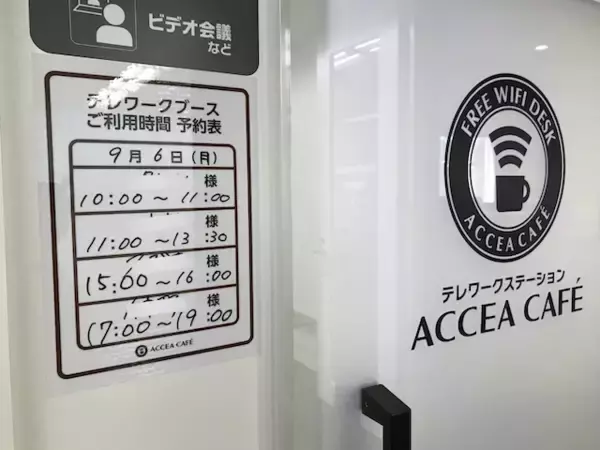 ビデオ会議
など
テレワークブース
ご利用時間 予約表
9月6日(月)
様
10:00～11:00
様
11:00～13:30
様
15:00～16:00
様
17:00～19:00
ACCEA CAFÉ
FREE WIFI DESK
ACCEA CAFÉ
テレワークステーション
ACCEA CAFÉ